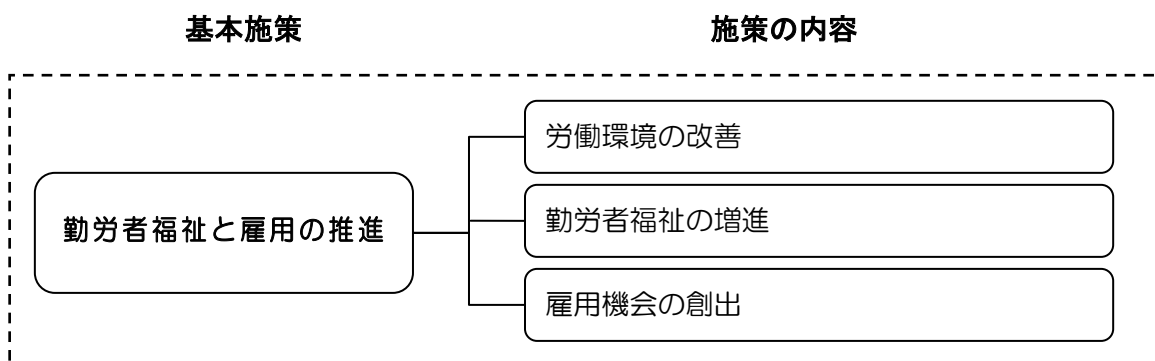 基本施策
施策の内容
勤労者福祉と雇用の推進
労働環境の改善
勤労者福祉の増進
雇用機会の創出